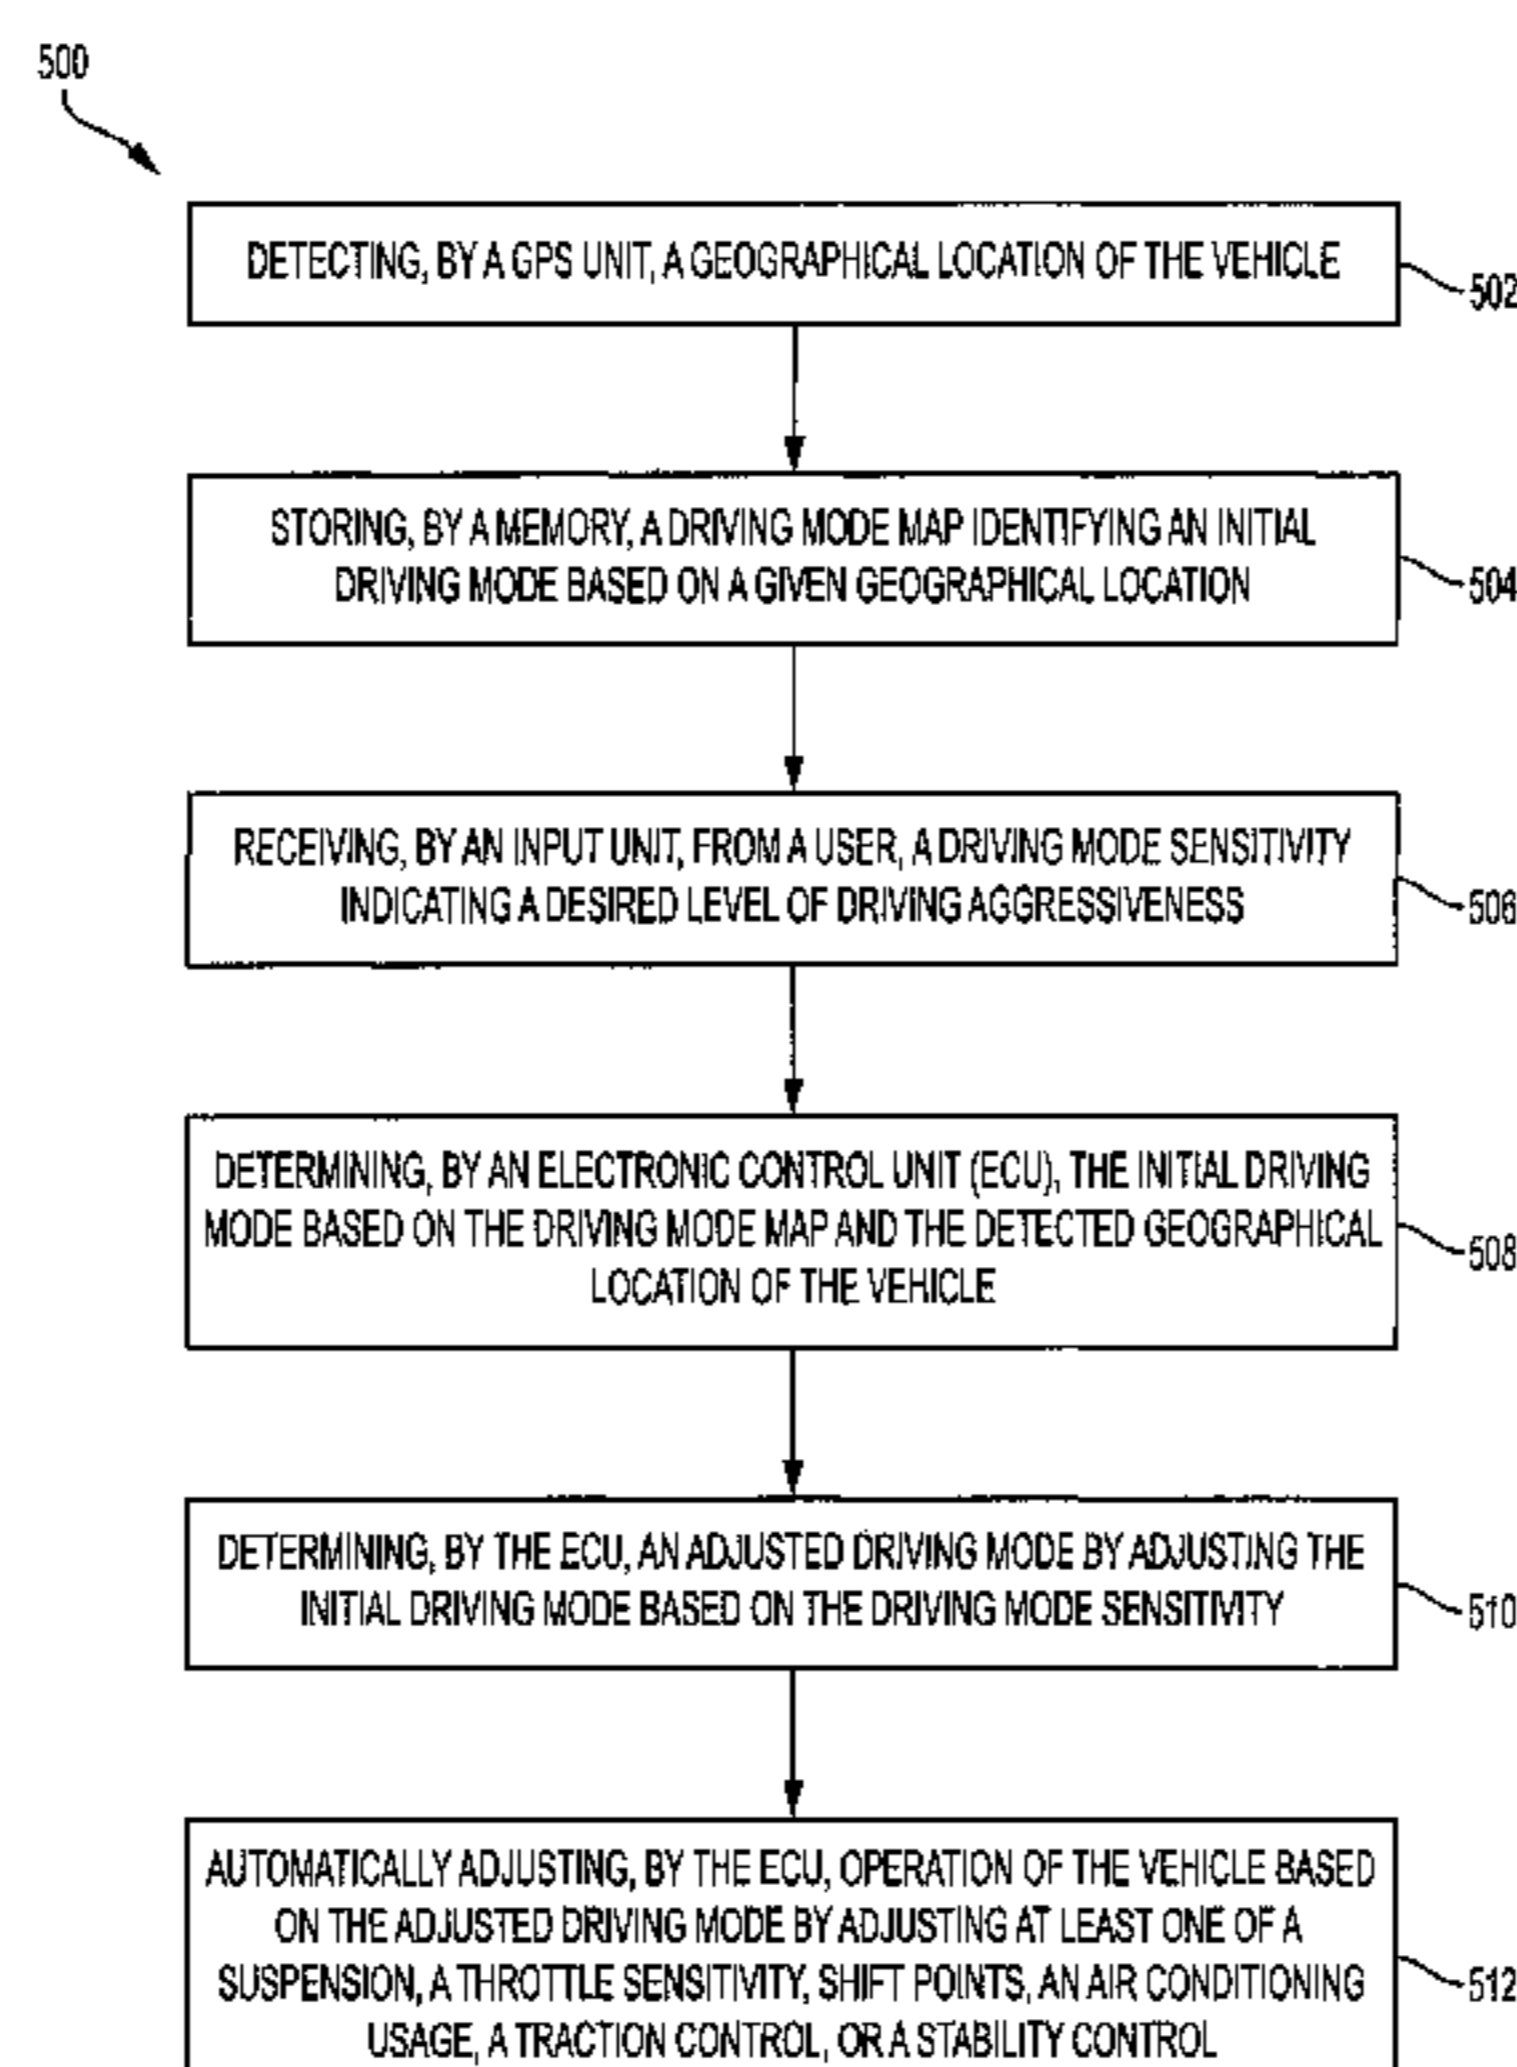 500
DETECTING, BY A GPS UNIT, A GEOGRAPHICAL LOCATION OF THE VEHICLE
502
STORING, BY A MEMORY, A DRIVING MODE MAP IDENTIFYING AN INITIAL
DRIVING MODE BASED ON A GIVEN GEOGRAPHICAL LOCATION
504
RECEIVING, BY AN INPUT UNIT, FROM A USER, A DRIVING MODE SENSITIVITY
INDICATING A DESIRED LEVEL OF DRIVING AGGRESSIVENESS
506
DETERMINING, BY AN ELECTRONIC CONTROL UNIT (ECU), THE INITIAL DRIVING
MODE BASED ON THE DRIVING MODE MAP AND THE DETECTED GEOGRAPHICAL
LOCATION OF THE VEHICLE
508
DETERMINING, BY THE ECU, AN ADJUSTED DRIVING MODE BY ADJUSTING THE
INITIAL DRIVING MODE BASED ON THE DRIVING MODE SENSITIVITY
510
AUTOMATICALLY ADJUSTING, BY THE ECU, OPERATION OF THE VEHICLE BASED
ON THE ADJUSTED DRIVING MODE BY ADJUSTING AT LEAST ONE OF A
SUSPENSION, A THROTTLE SENSITIVITY, SHIFT POINTS, AN AIR CONDITIONING
USAGE, A TRACTION CONTROL, OR A STABILITY CONTROL
512